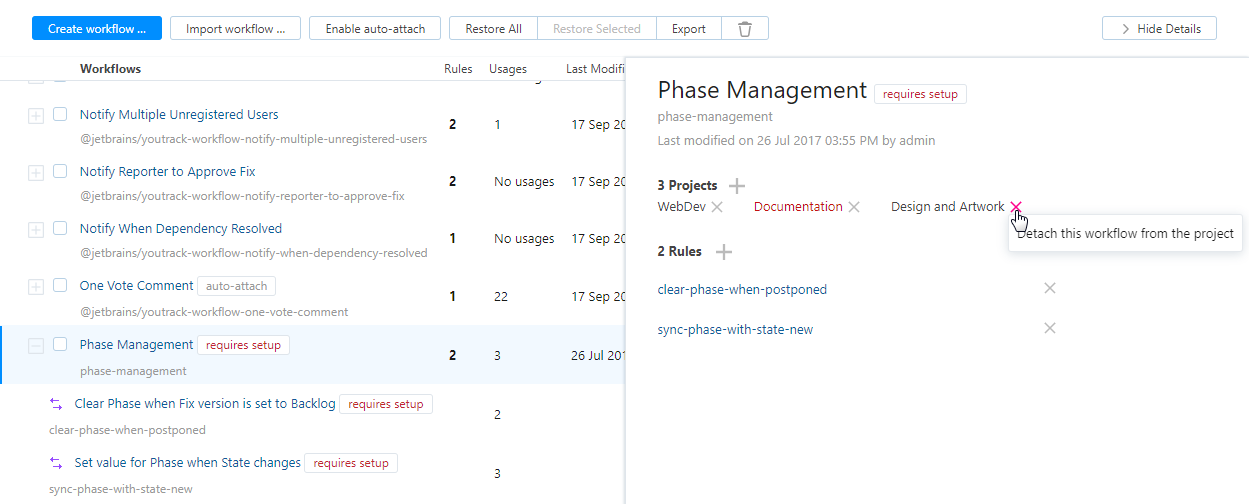 Create workflow ... Import workflow ... Enable auto-attach Restore All Restore Selected Export Hide Details
Workflows Rules Usages Last Modifi
Notify Multiple Unregistered Users 2 1 17 Sep 20
@jetbrains/youtrack-workflow-notify-multiple-unregistered-users
Notify Reporter to Approve Fix 2 No usages 17 Sep 20
@jetbrains/youtrack-workflow-notify-reporter-to-approve-fix
Notify When Dependency Resolved 1 No usages 17 Sep 20
@jetbrains/youtrack-workflow-notify-when-dependency-resolved
One Vote Comment auto-attach 1 22 17 Sep 20
@jetbrains/youtrack-workflow-one-vote-comment
Phase Management requires setup 2 3 26 Jul 201
phase-management
Clear Phase when Fix version is set to Backlog requires setup 2
clear-phase-when-postponed
Set value for Phase when State changes requires setup 3
sync-phase-with-state-new
Phase Management requires setup
phase-management
Last modified on 26 Jul 2017 03:55 PM by admin
3 Projects
WebDev Documentation Design and Artwork
Detach this workflow from the project
2 Rules
clear-phase-when-postponed
sync-phase-with-state-new